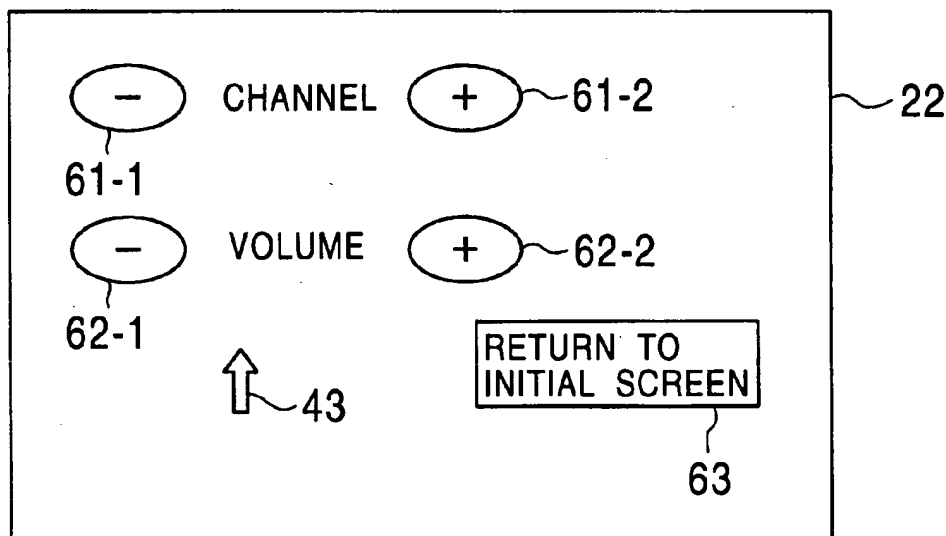 − CHANNEL + 61-2
22
61-1
− VOLUME + 62-2
62-1
RETURN TO
INITIAL SCREEN
43
63